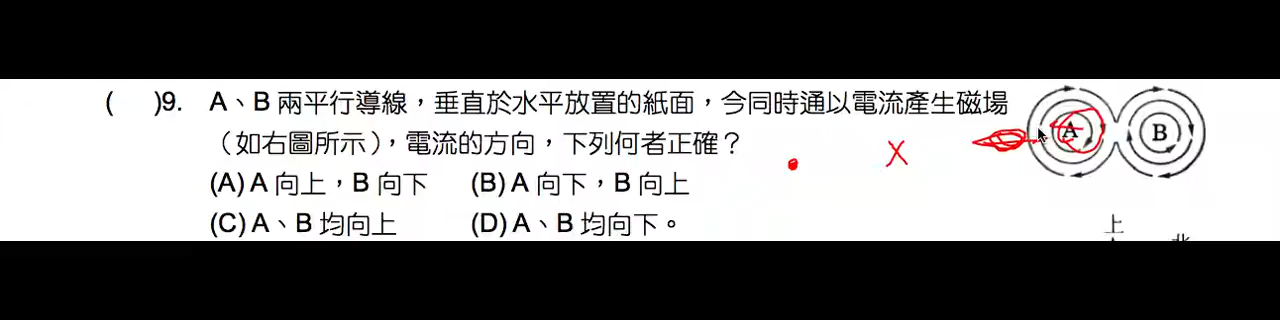 (    )9. A、B 兩平行導線，垂直於水平放置的紙面，今同時通以電流產生磁場
（如右圖所示），電流的方向，下列何者正確？
(A) A 向上，B 向下 (B) A 向下，B 向上
(C) A、B 均向上 (D) A、B 均向下。
A B
上